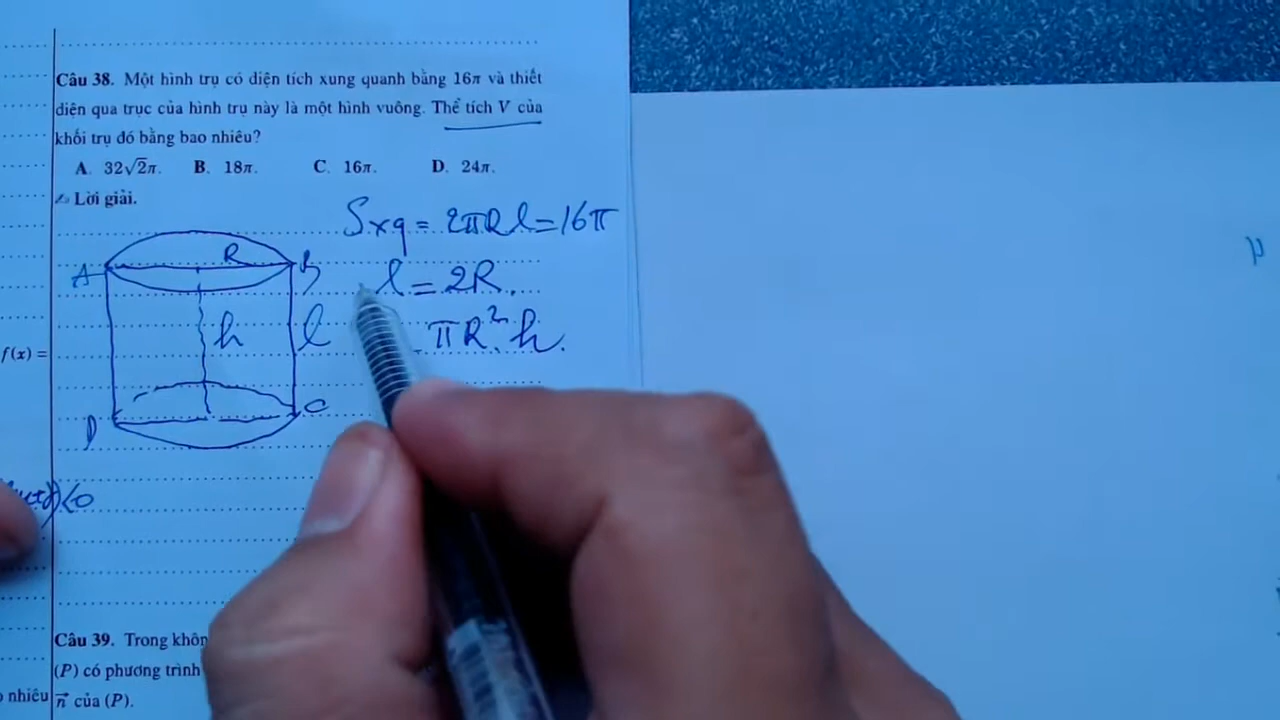 Câu 38. Một hình trụ có diện tích xung quanh bằng 16π và thiết
diện qua trục của hình trụ này là một hình vuông. Thể tích V của
khối trụ đó bằng bao nhiêu?
A. 32√2π. B. 18π. C. 16π. D. 24π.
Lời giải.
Sxq = 2πRl = 16π
A R B
l = 2R.
h l
πR².h.
f(x) =
D C
)<0
Câu 39. Trong
(P) có phương trình
nhiêu
n⃗ của (P).